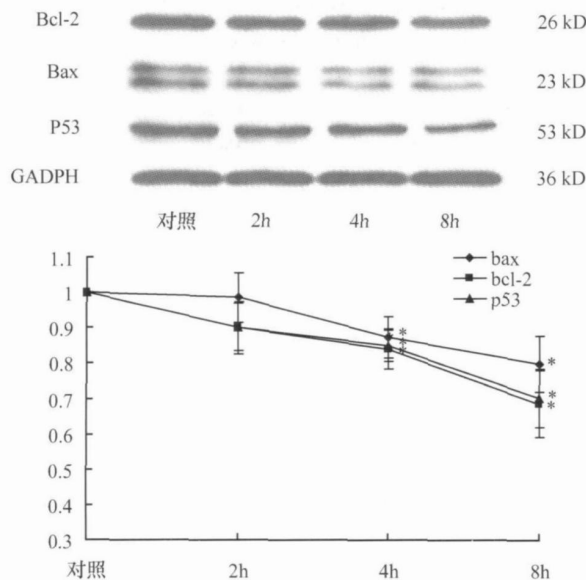 Bcl-2 26 kD
Bax 23 kD
P53 53 kD
GADPH 36 kD
对照 2h 4h 8h
1.1
1
0.9
0.8
0.7
0.6
0.5
0.4
0.3
bax
bcl-2
p53
* * *
* * *
对照 2h 4h 8h